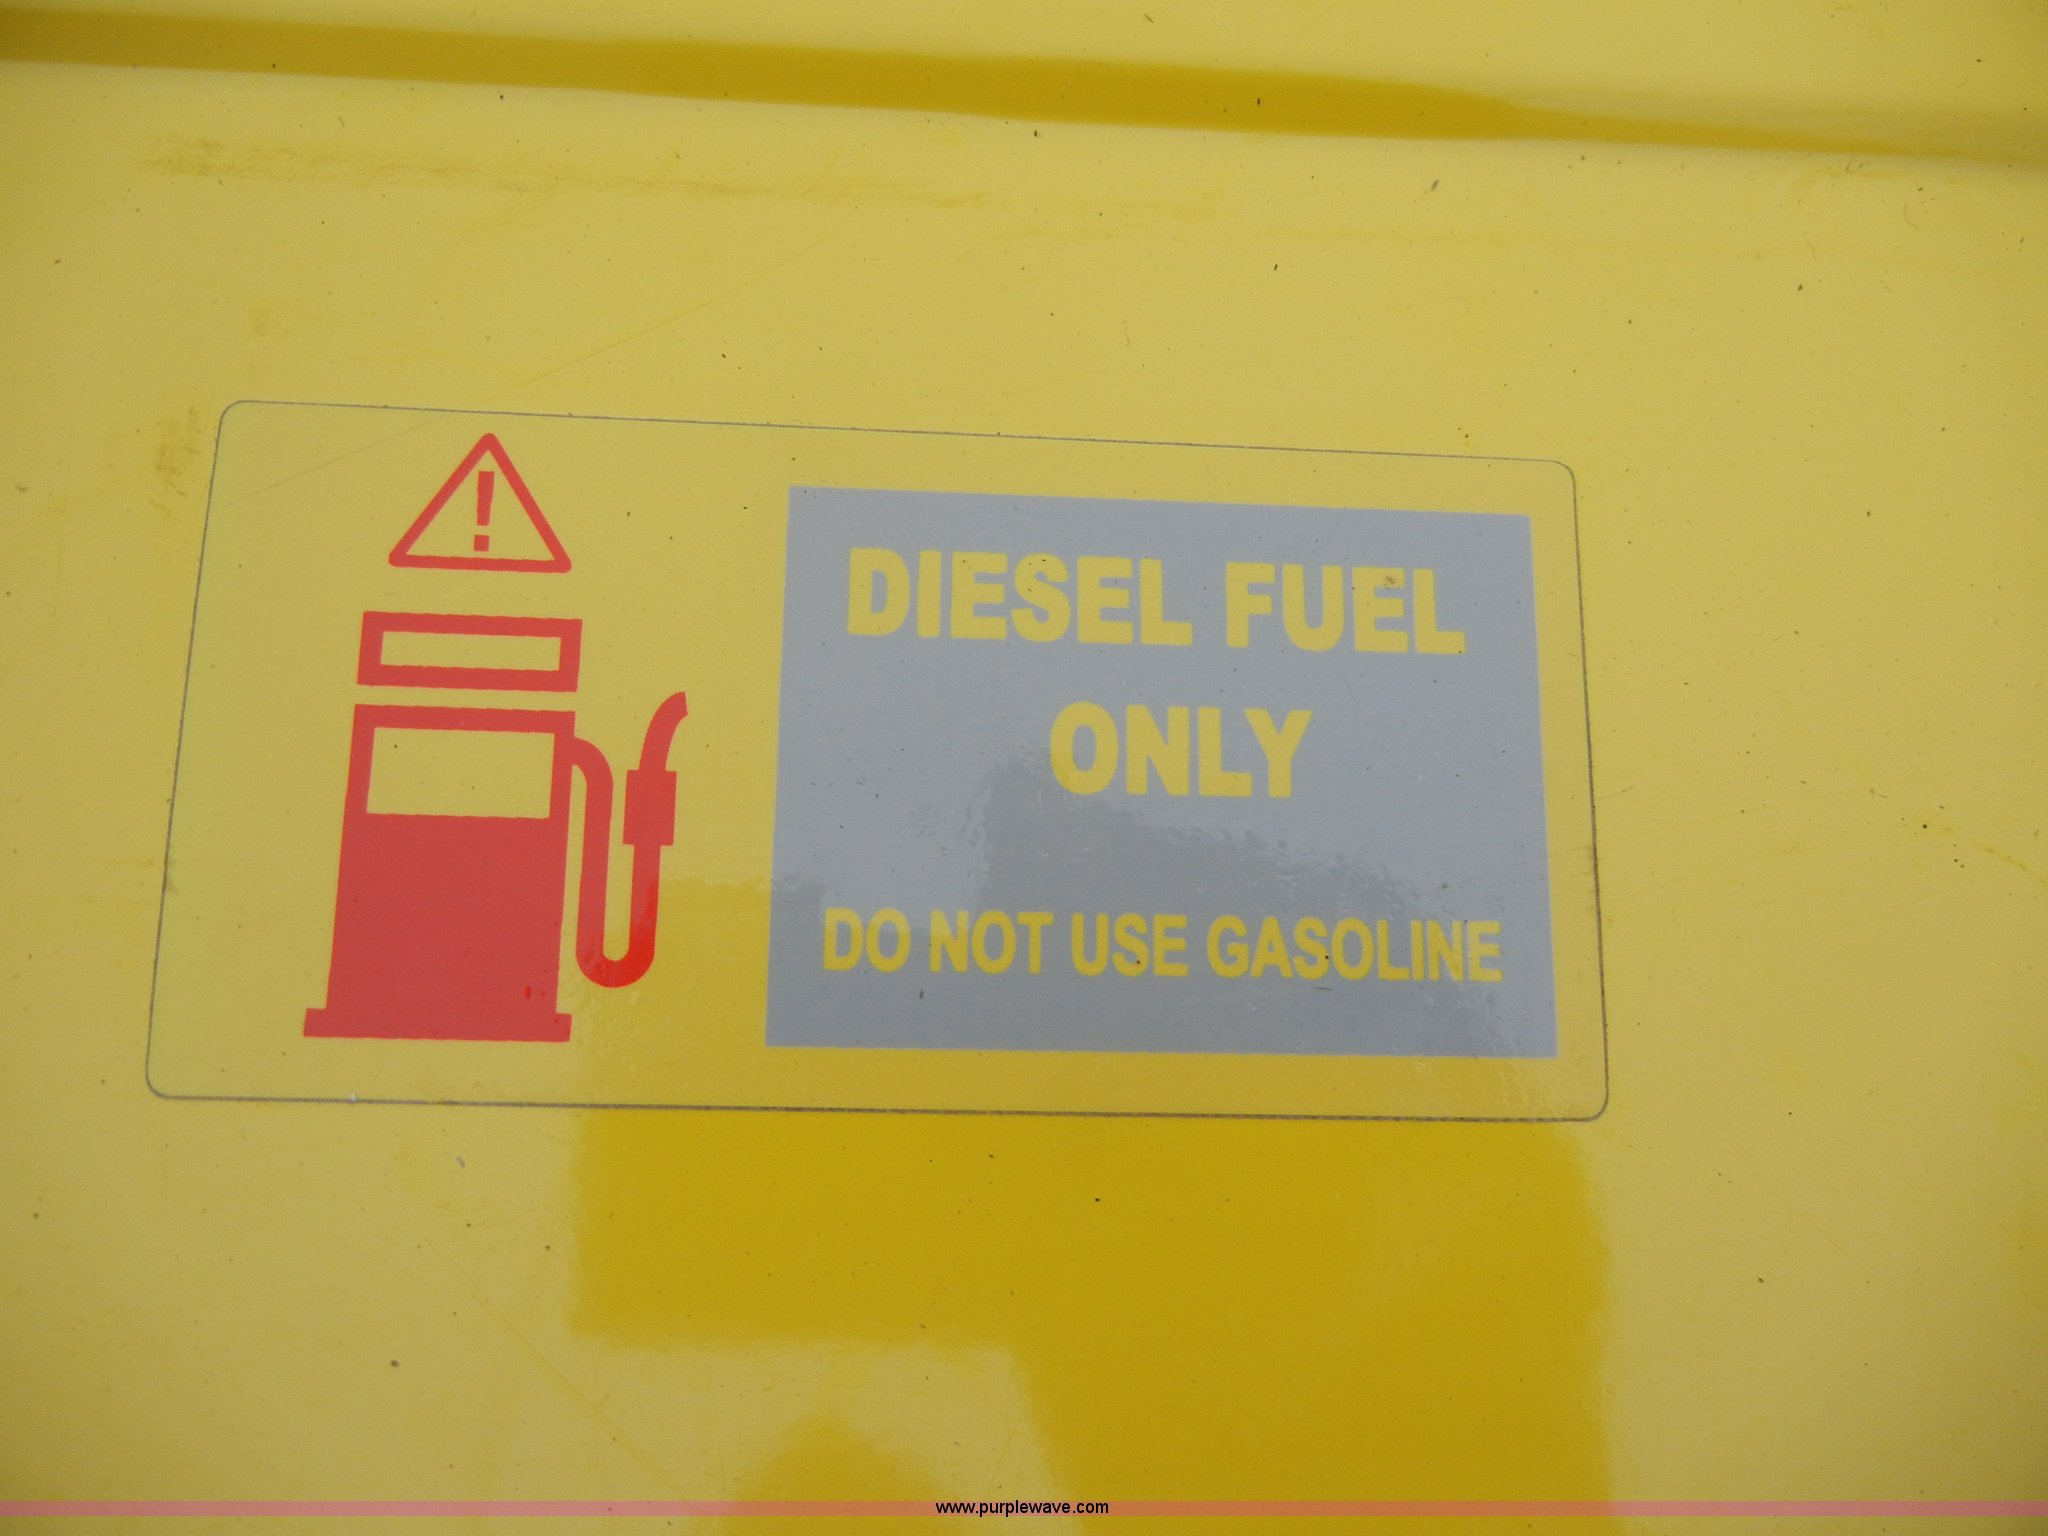 !
DIESEL FUEL
ONLY
DO NOT USE GASOLINE
www.purplewave.com